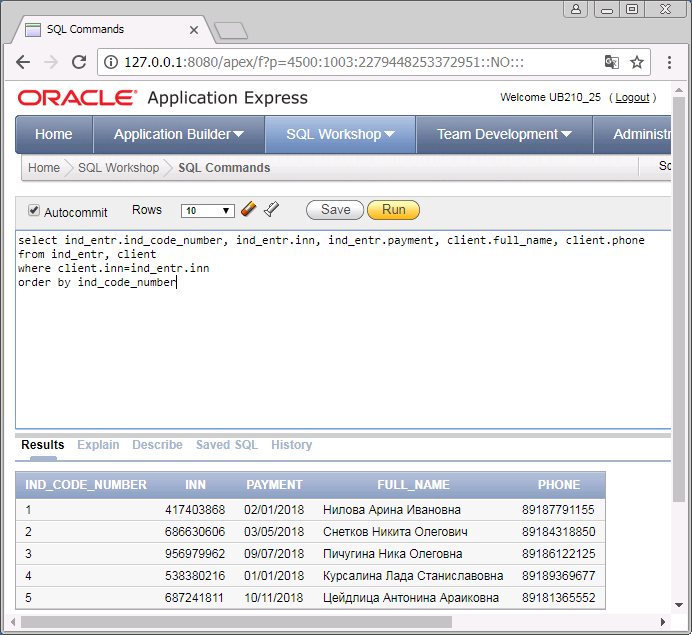 SQL Commands
127.0.0.1:8080/apex/f?p=4500:1003:2279448253372951::NO:::
ORACLE Application Express Welcome UB210_25 ( Logout )
Home Application Builder SQL Workshop Team Development Administr
Home SQL Workshop SQL Commands Sc
Autocommit Rows 10 Save Run
select ind_entr.ind_code_number, ind_entr.inn, ind_entr.payment, client.full_name, client.phone
from ind_entr, client
where client.inn=ind_entr.inn
order by ind_code_number
Results Explain Describe Saved SQL History
IND_CODE_NUMBER INN PAYMENT FULL_NAME PHONE
1 417403868 02/01/2018 Нилова Арина Ивановна 89187791155
2 686630606 03/05/2018 Снетков Никита Олегович 89184318850
3 956979962 09/07/2018 Пичугина Ника Олеговна 89186122125
4 538380216 01/01/2018 Курсалина Лада Станиславовна 89189369677
5 687241811 10/11/2018 Цейдлица Антонина Араиковна 89181365552